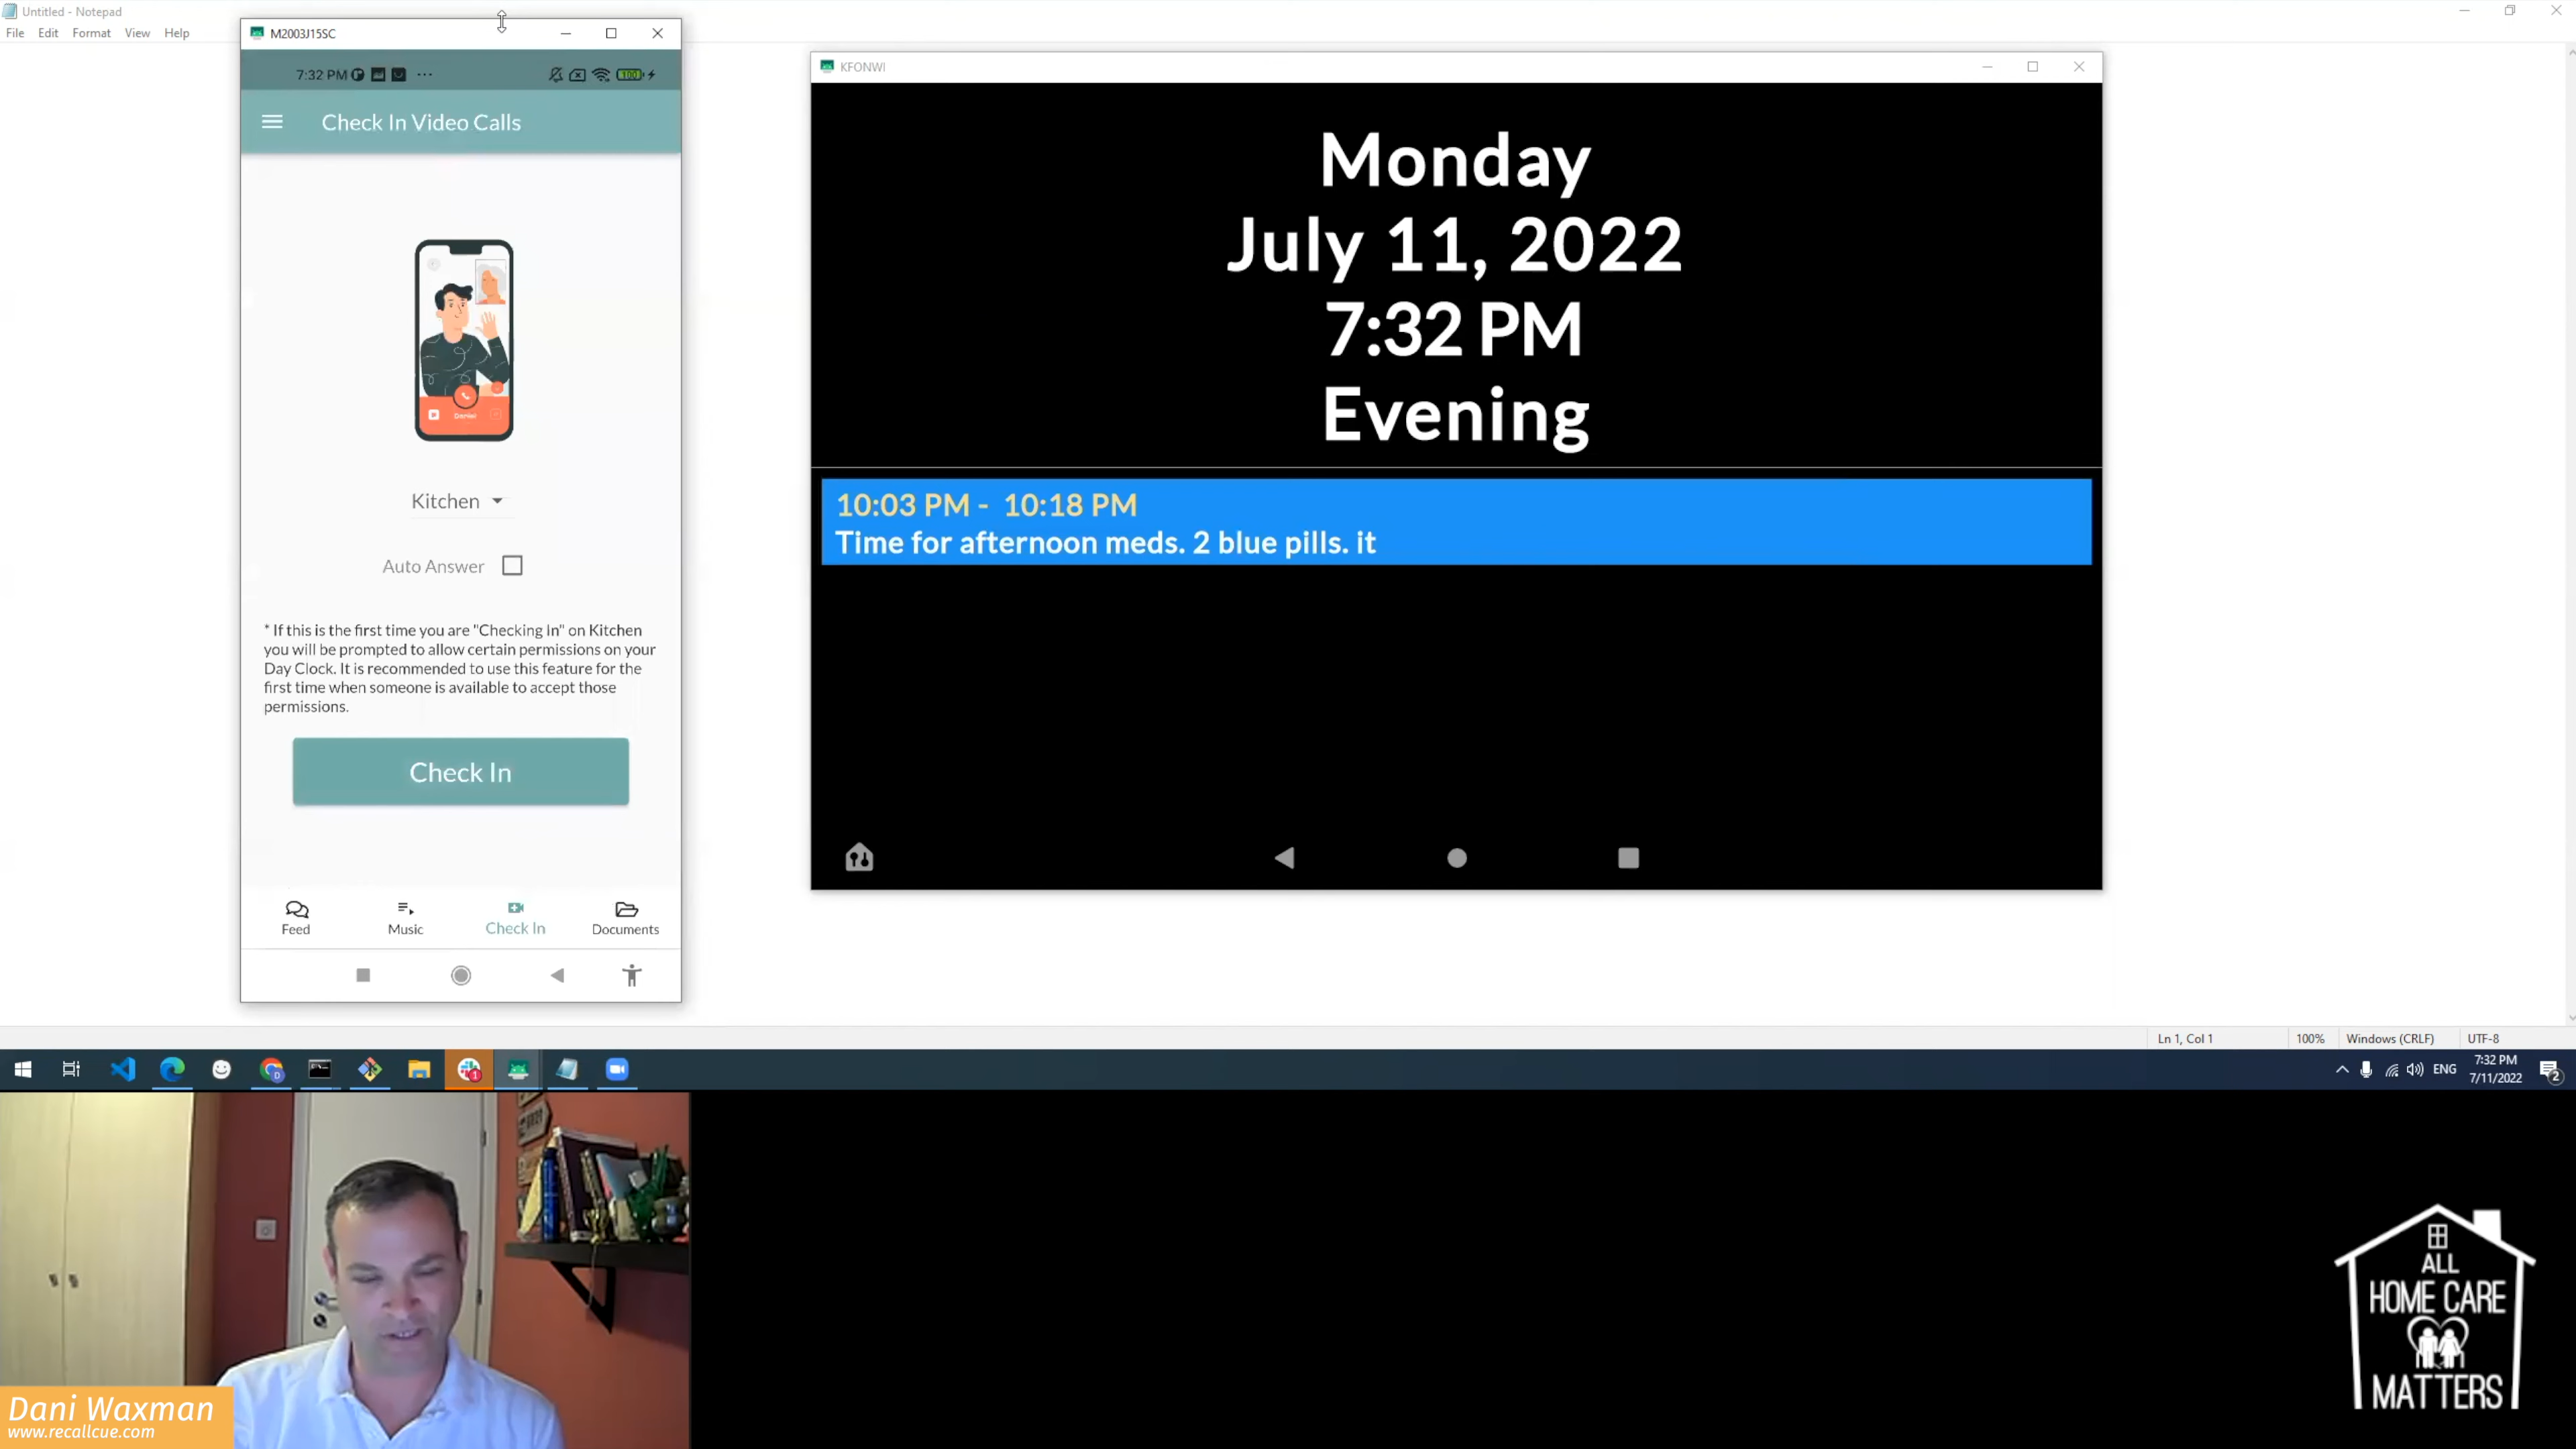 Untitled - Notepad
File Edit Format View Help
M2003J15SC
7:32 PM
100
Check In Video Calls
Daniel
Kitchen
Auto Answer
* If this is the first time you are "Checking In" on Kitchen
you will be prompted to allow certain permissions on your
Day Clock. It is recommended to use this feature for the
first time when someone is available to accept those
permissions.
Check In
Feed Music Check In Documents
KFONWI
Monday
July 11, 2022
7:32 PM
Evening
10:03 PM - 10:18 PM
Time for afternoon meds. 2 blue pills. it
Ln 1, Col 1 100% Windows (CRLF) UTF-8
1
ENG
7:32 PM
7/11/2022
2
Dani Waxman
www.recallcue.com
ALL
HOME CARE
MATTERS